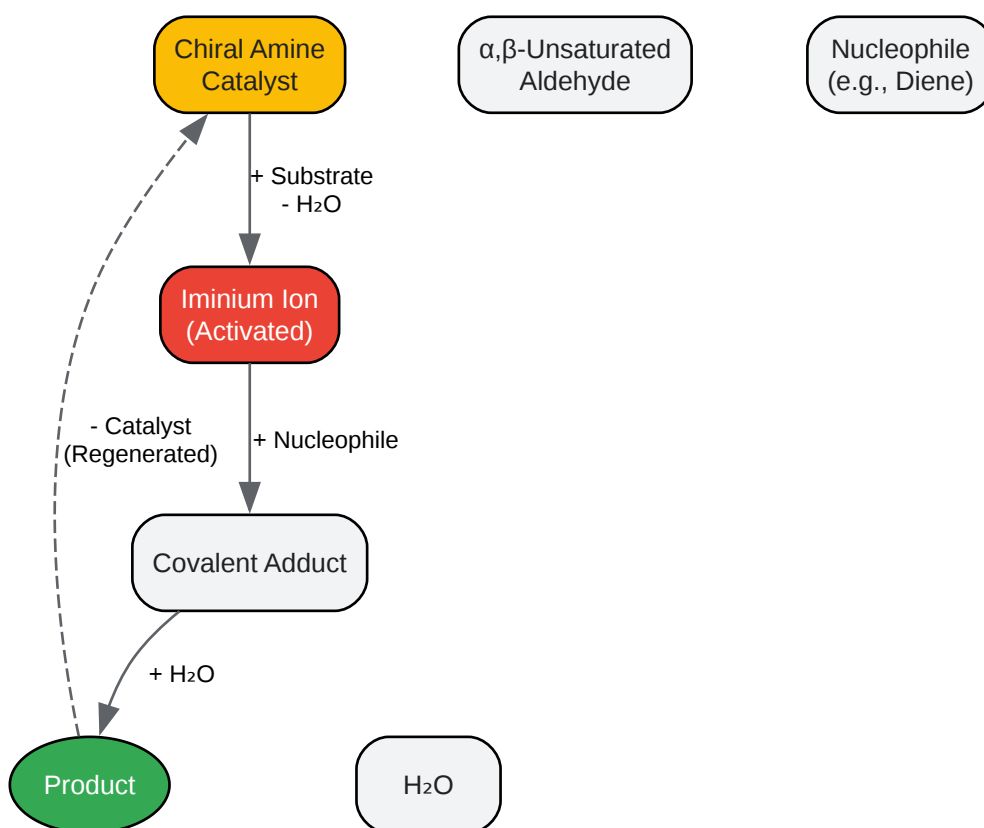 Chiral Amine
Catalyst
α,β-Unsaturated
Aldehyde
Nucleophile
(e.g., Diene)
+ Substrate
- H₂O
Iminium Ion
(Activated)
- Catalyst
(Regenerated)
+ Nucleophile
Covalent Adduct
+ H₂O
Product
H₂O